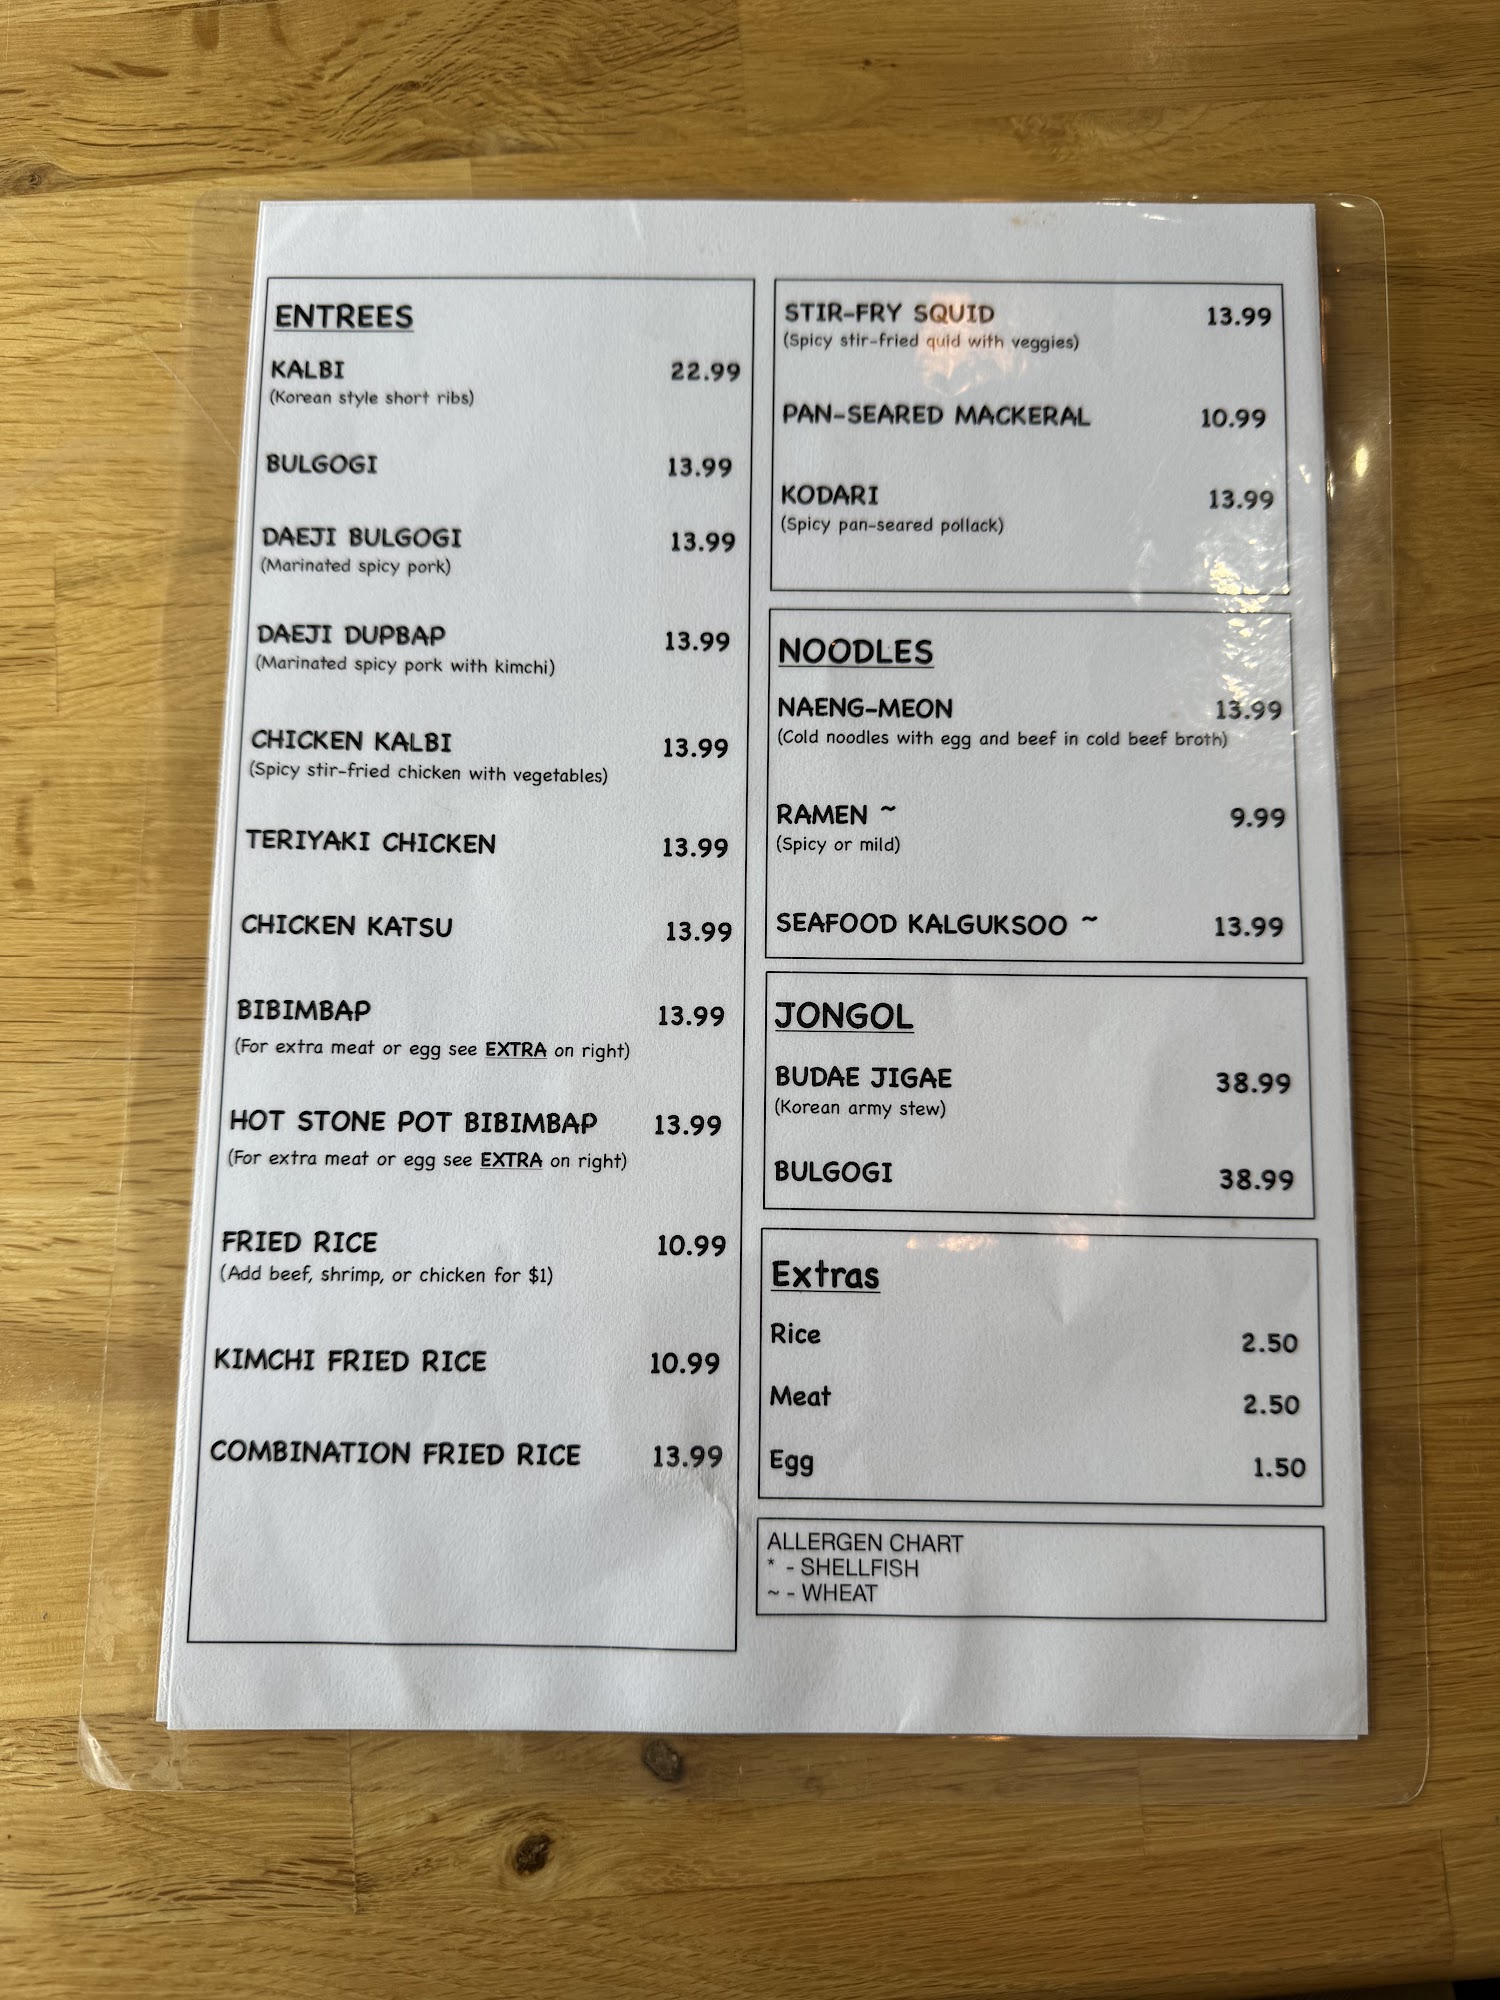 ENTREES
KALBI 22.99
(Korean style short ribs)
BULGOGI 13.99
DAEJI BULGOGI 13.99
(Marinated spicy pork)
DAEJI DUPBAP 13.99
(Marinated spicy pork with kimchi)
CHICKEN KALBI 13.99
(Spicy stir-fried chicken with vegetables)
TERIYAKI CHICKEN 13.99
CHICKEN KATSU 13.99
BIBIMBAP 13.99
(For extra meat or egg see EXTRA on right)
HOT STONE POT BIBIMBAP 13.99
(For extra meat or egg see EXTRA on right)
FRIED RICE 10.99
(Add beef, shrimp, or chicken for $1)
KIMCHI FRIED RICE 10.99
COMBINATION FRIED RICE 13.99
STIR-FRY SQUID 13.99
(Spicy stir-fried quid with veggies)
PAN-SEARED MACKERAL 10.99
KODARI 13.99
(Spicy pan-seared pollack)
NOODLES
NAENG-MEON 13.99
(Cold noodles with egg and beef in cold beef broth)
RAMEN ~ 9.99
(Spicy or mild)
SEAFOOD KALGUKSOO ~ 13.99
JONGOL
BUDAE JIGAE 38.99
(Korean army stew)
BULGOGI 38.99
Extras
Rice 2.50
Meat 2.50
Egg 1.50
ALLERGEN CHART
* - SHELLFISH
~ - WHEAT